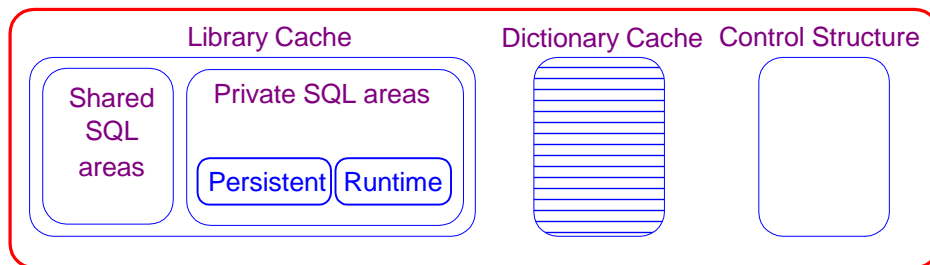 Library Cache
Dictionary Cache
Control Structure
Shared
SQL
areas
Private SQL areas
Persistent
Runtime